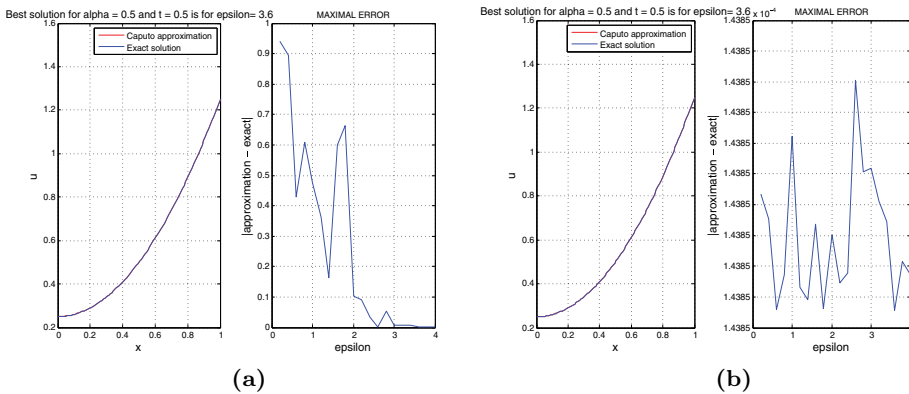 Best solution for alpha = 0.5 and t = 0.5 is for epsilon= 3.6
MAXIMAL ERROR
Caputo approximation
Exact solution
1.6
1.4
1.2
1
0.8
0.6
0.4
0.2
u
0
0.2
0.4
0.6
0.8
1
x
|approximation − exact|
1
0.9
0.8
0.7
0.6
0.5
0.4
0.3
0.2
0.1
0
0
1
2
3
4
epsilon
(a)
Best solution for alpha = 0.5 and t = 0.5 is for epsilon= 3.6
MAXIMAL ERROR
Caputo approximation
Exact solution
1.6
1.4
1.2
1
0.8
0.6
0.4
0.2
u
0
0.2
0.4
0.6
0.8
1
x
|approximation − exact|
x 10⁻⁴
1.4385
1.4385
1.4385
1.4385
1.4385
1.4385
1.4385
0
1
2
3
epsilon
(b)